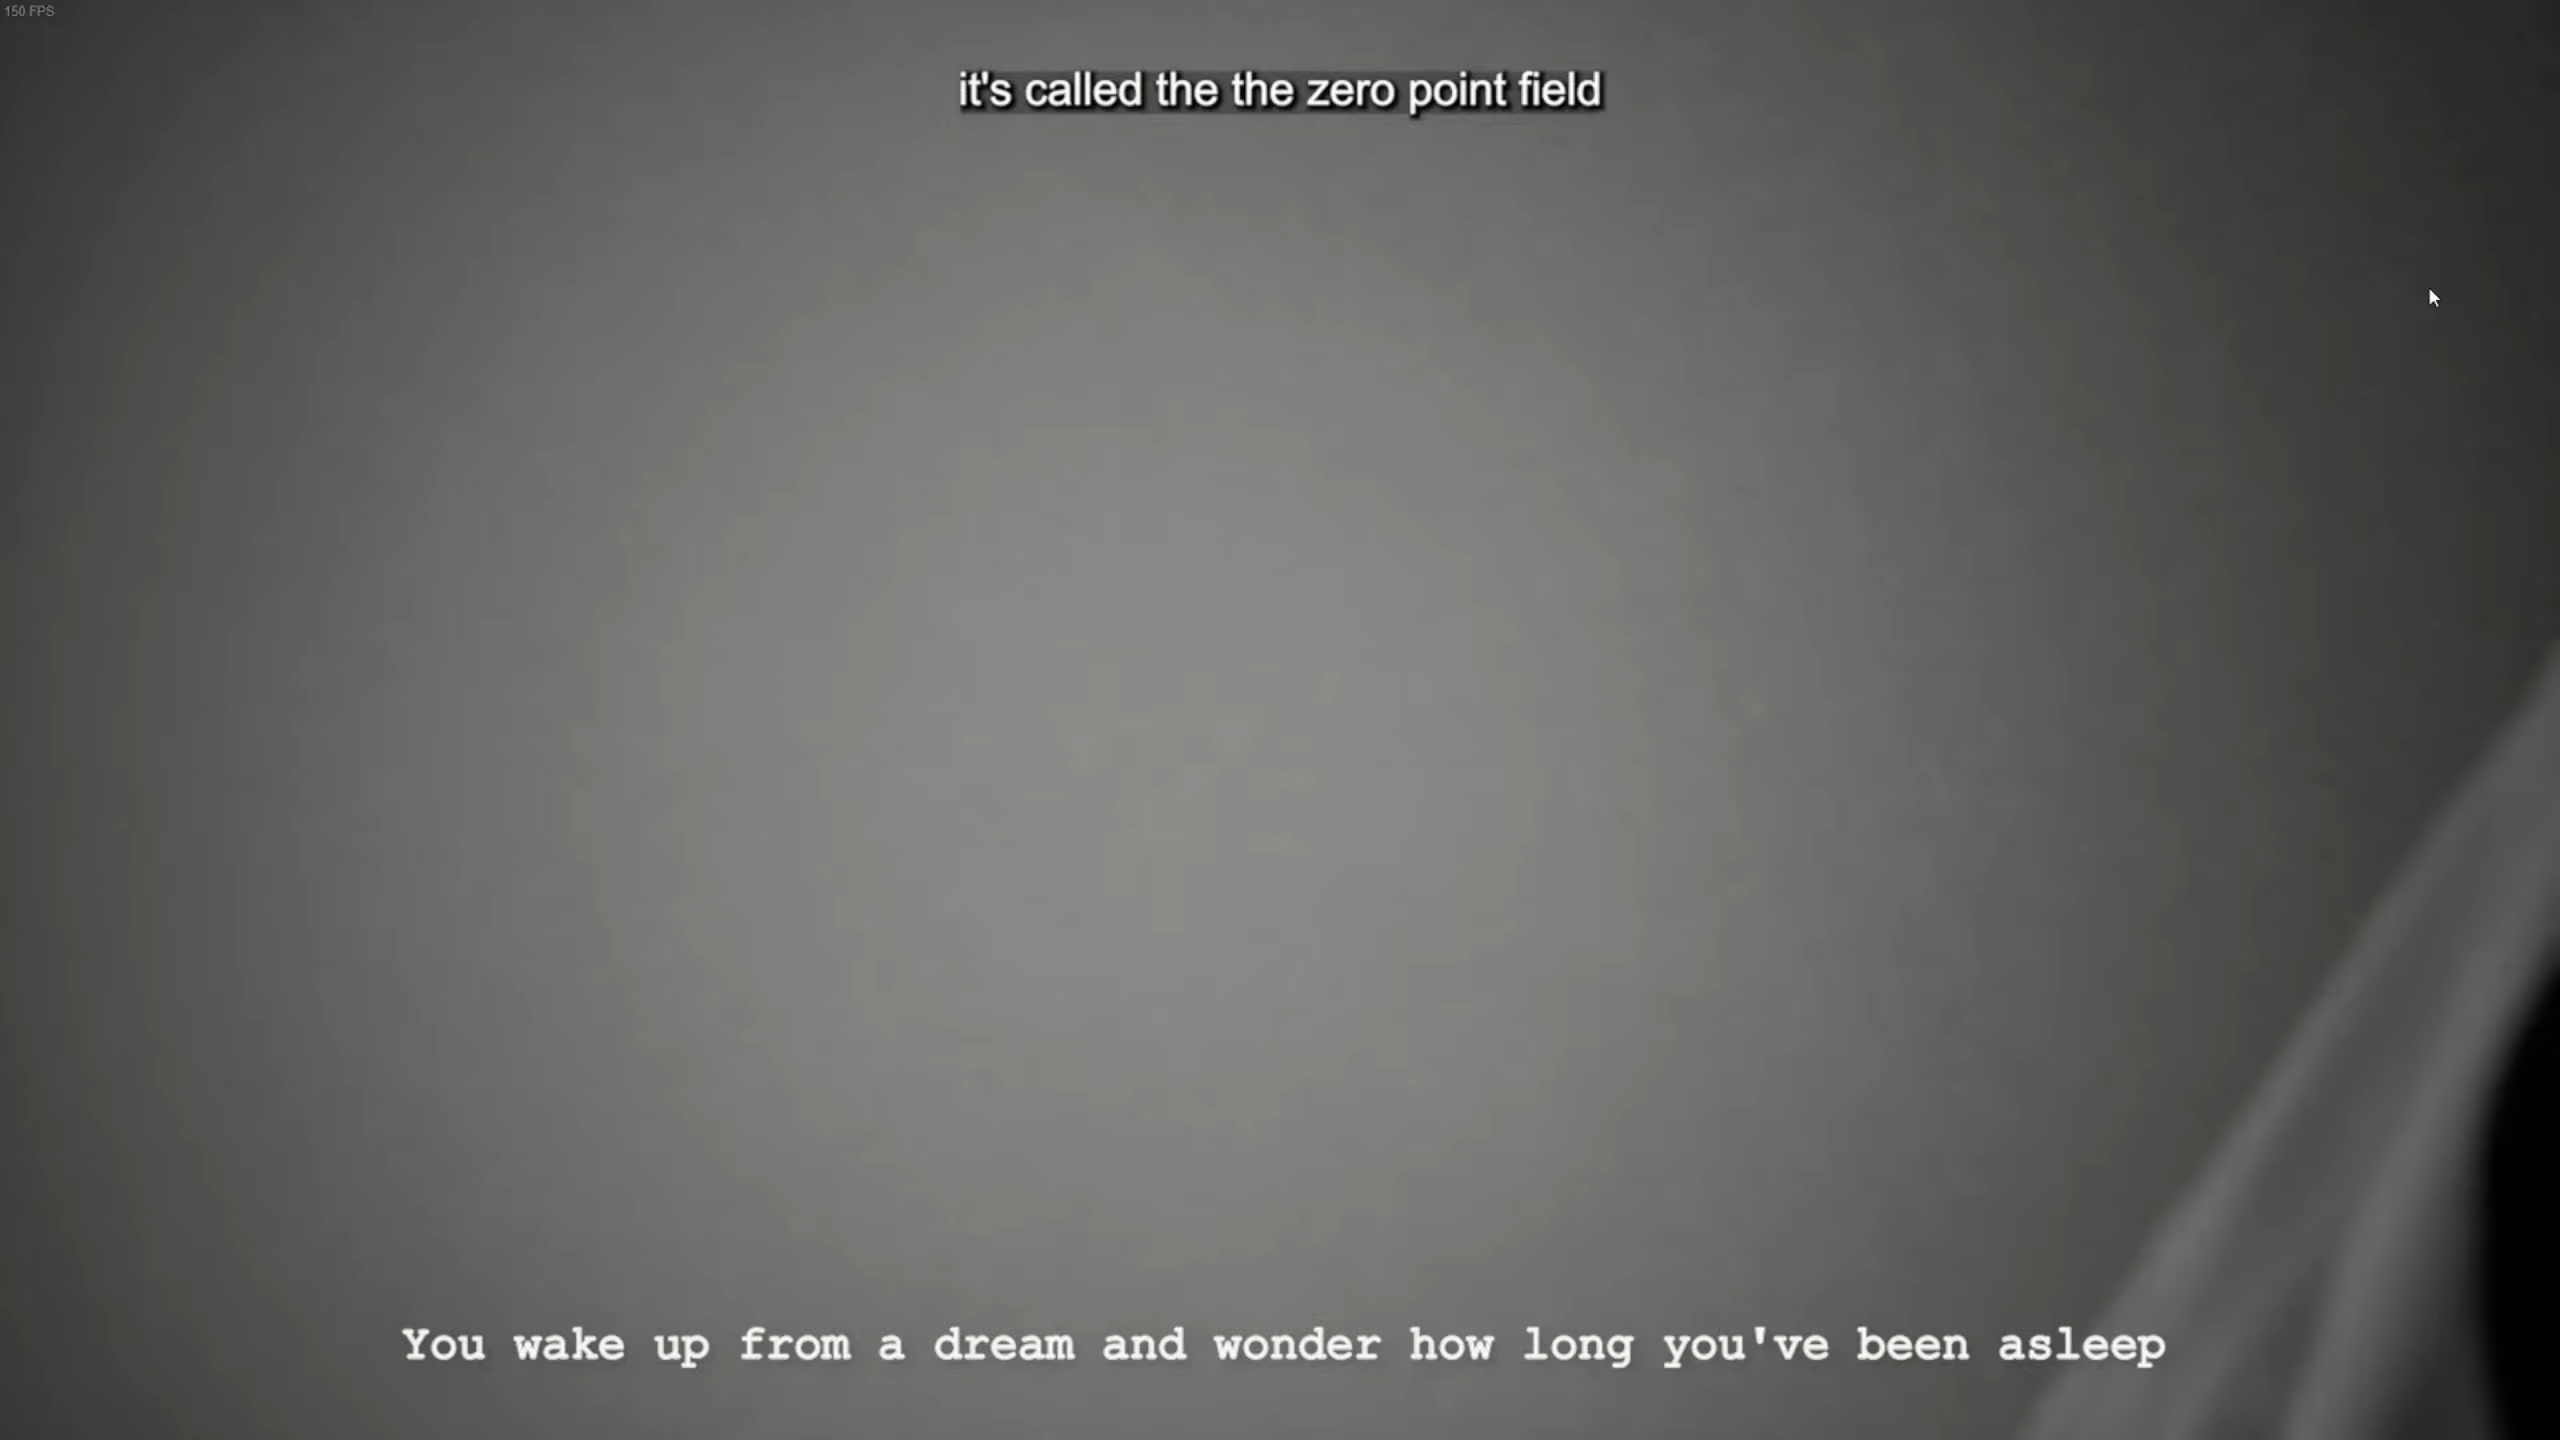 150 FPS
it's called the the zero point field
You wake up from a dream and wonder how long you've been asleep